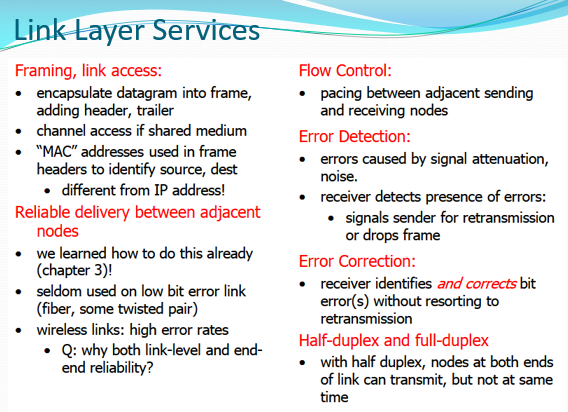 Link Layer Services
Framing, link access:
• encapsulate datagram into frame,
adding header, trailer
• channel access if shared medium
• “MAC” addresses used in frame
headers to identify source, dest
• different from IP address!
Reliable delivery between adjacent
nodes
• we learned how to do this already
(chapter 3)!
• seldom used on low bit error link
(fiber, some twisted pair)
• wireless links: high error rates
• Q: why both link-level and end-
end reliability?
Flow Control:
• pacing between adjacent sending
and receiving nodes
Error Detection:
• errors caused by signal attenuation,
noise.
• receiver detects presence of errors:
• signals sender for retransmission
or drops frame
Error Correction:
• receiver identifies and corrects bit
error(s) without resorting to
retransmission
Half-duplex and full-duplex
• with half duplex, nodes at both ends
of link can transmit, but not at same
time